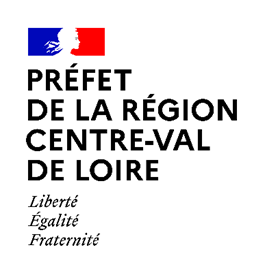 PRÉFET
DE LA RÉGION
CENTRE-VAL
DE LOIRE
Liberté
Égalité
Fraternité